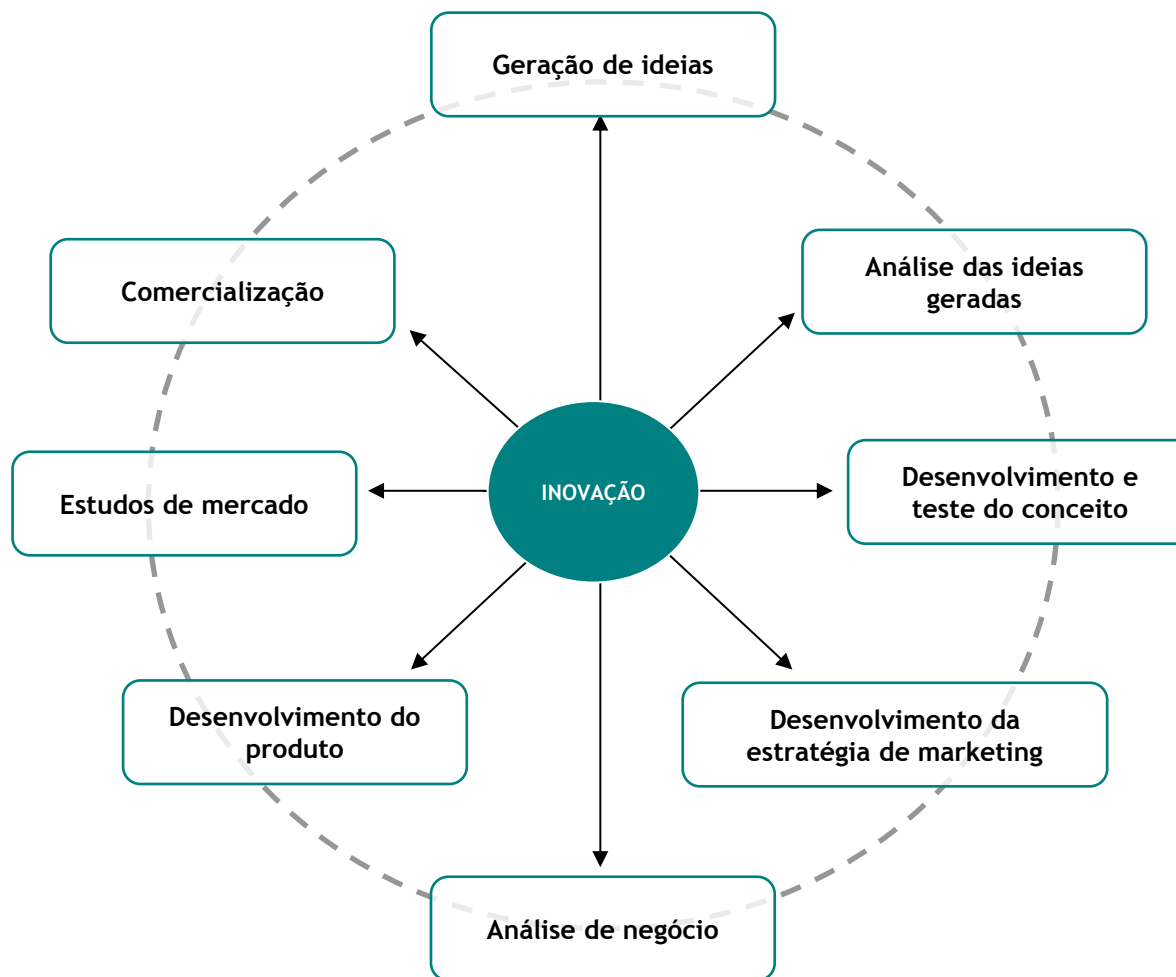 Geração de ideias
Análise das ideias
geradas
Comercialização
Desenvolvimento e
teste do conceito
INOVAÇÃO
Estudos de mercado
Desenvolvimento da
estratégia de marketing
Desenvolvimento do
produto
Análise de negócio